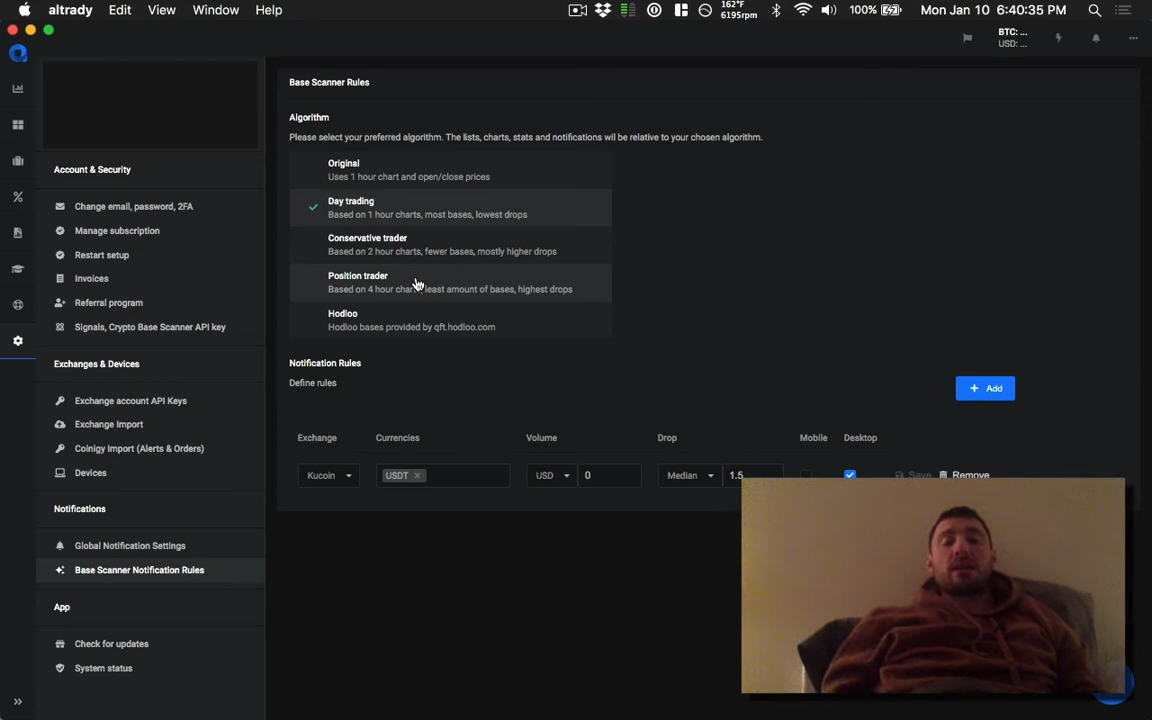 altrady Edit View Window Help
162°F
6195rpm
100%
Mon Jan 10 6:40:35 PM
BTC: ...
USD: ...
Base Scanner Rules
Algorithm
Please select your preferred algorithm. The lists, charts, stats and notifications will be relative to your chosen algorithm.
Original
Uses 1 hour chart and open/close prices
Day trading
Based on 1 hour charts, most bases, lowest drops
Conservative trader
Based on 2 hour charts, fewer bases, mostly higher drops
Position trader
Based on 4 hour least amount of bases, highest drops
Hodloo
Hodloo bases provided by qft.hodloo.com
Notification Rules
Define rules
+ Add
Exchange Currencies Volume Drop Mobile Desktop
Kucoin USDT × USD 0 Median 1.5 Save Remove
Account & Security
Change email, password, 2FA
Manage subscription
Restart setup
Invoices
Referral program
Signals, Crypto Base Scanner API key
Exchanges & Devices
Exchange account API Keys
Exchange Import
Coinigy Import (Alerts & Orders)
Devices
Notifications
Global Notification Settings
Base Scanner Notification Rules
App
Check for updates
System status